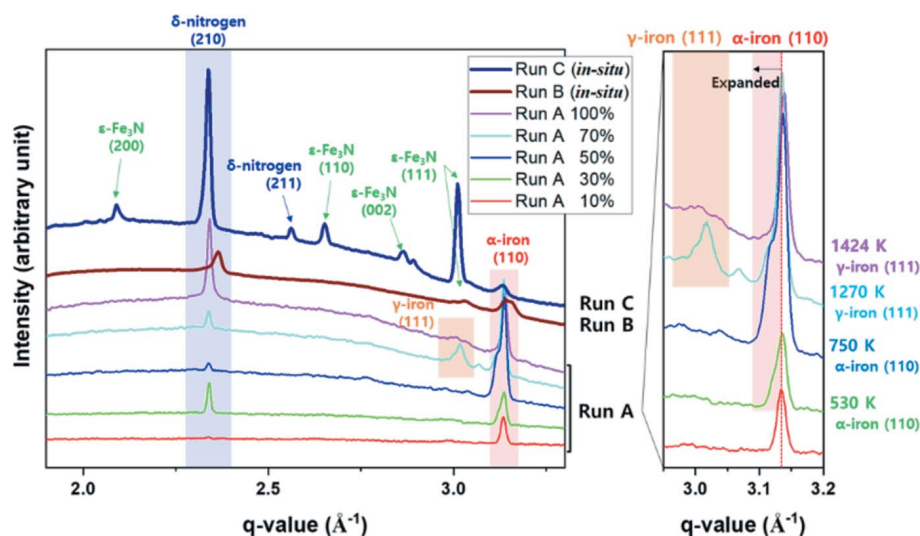 δ-nitrogen
(210)
γ-iron (111)
α-iron (110)
Run C (in-situ)
Run B (in-situ)
Run A 100%
Run A 70%
Run A 50%
Run A 30%
Run A 10%
Expanded
ε-Fe₃N
(200)
δ-nitrogen
(211)
ε-Fe₃N
(110)
ε-Fe₃N
(002)
ε-Fe₃N
(111)
α-iron
(110)
γ-iron
(111)
Run C
Run B
Run A
1424 K
γ-iron (111)
1270 K
γ-iron (111)
750 K
α-iron (110)
530 K
α-iron (110)
Intensity (arbitrary unit)
2.0
2.5
3.0
q-value (Å⁻¹)
3.0
3.1
3.2
q-value (Å⁻¹)